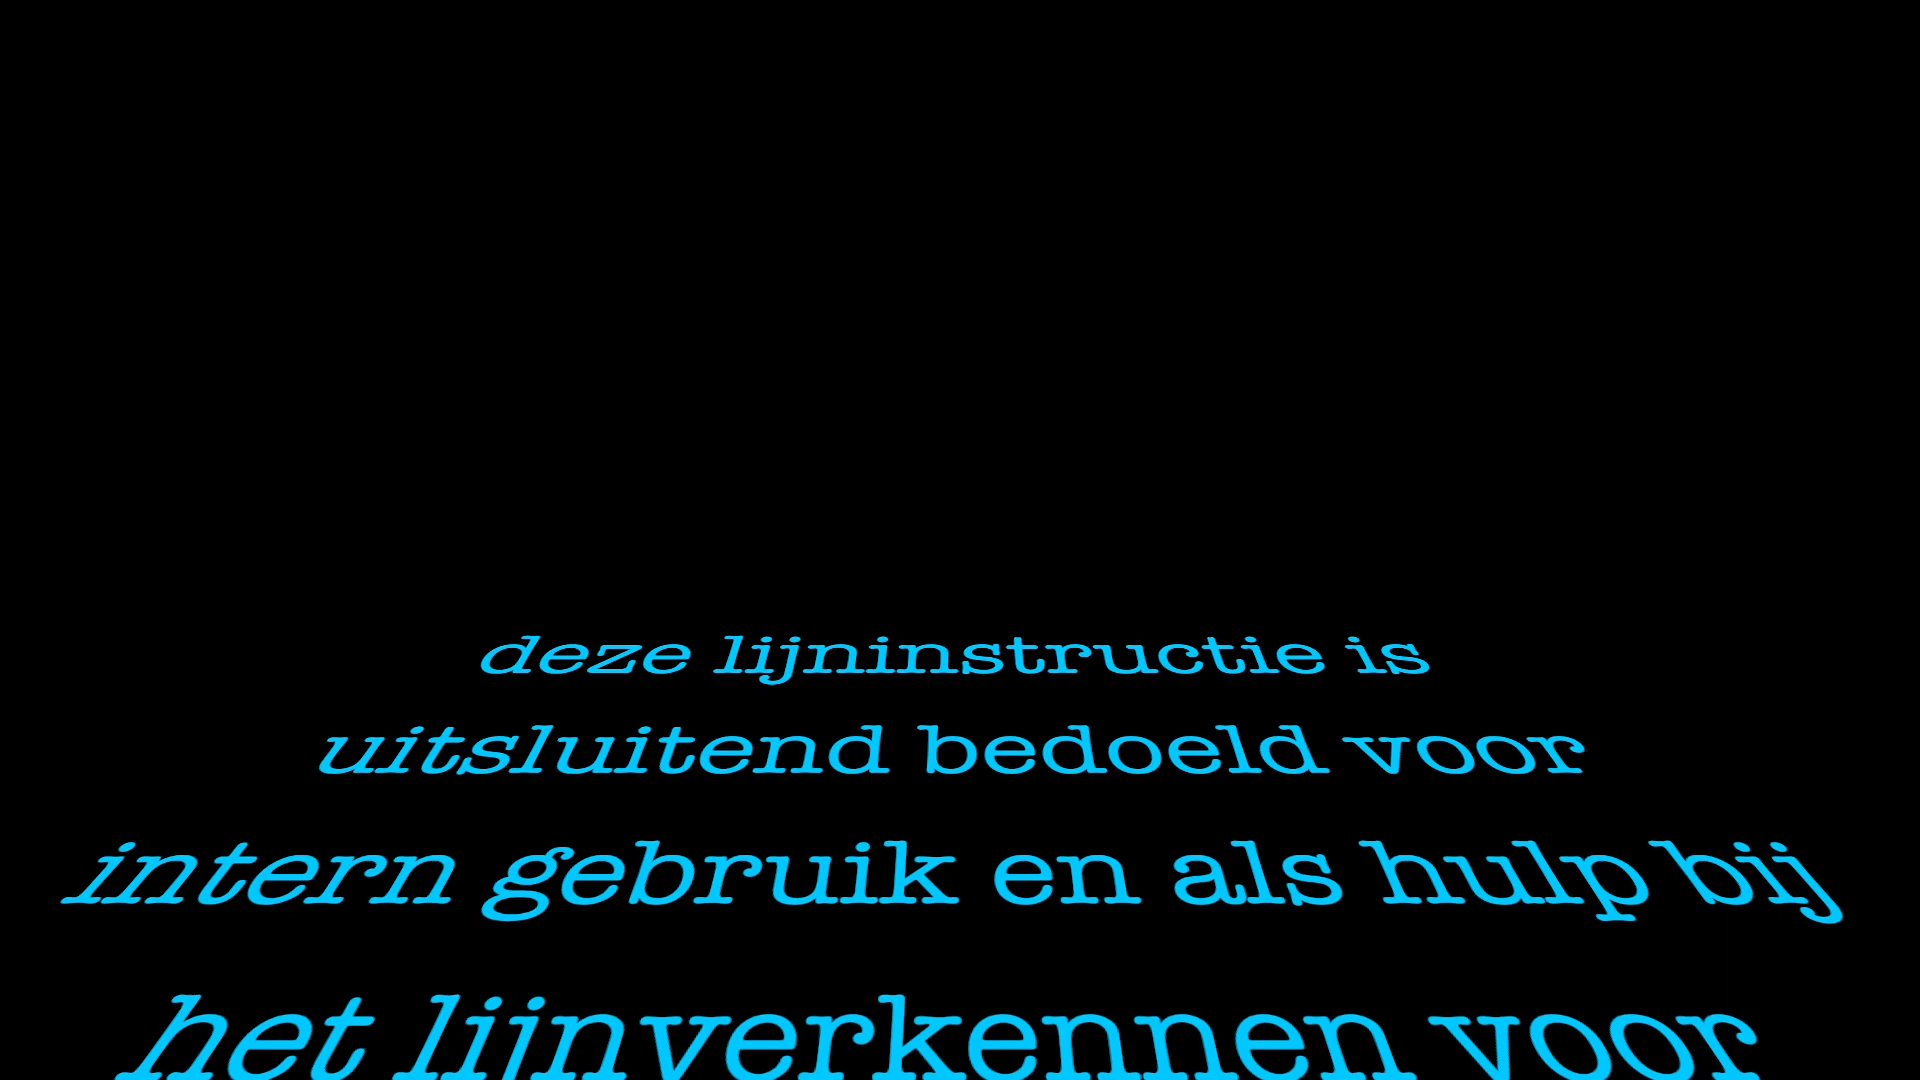 deze lijninstructie is
uitsluitend bedoeld voor
intern gebruik en als hulp bij
het lijnverkennen voor